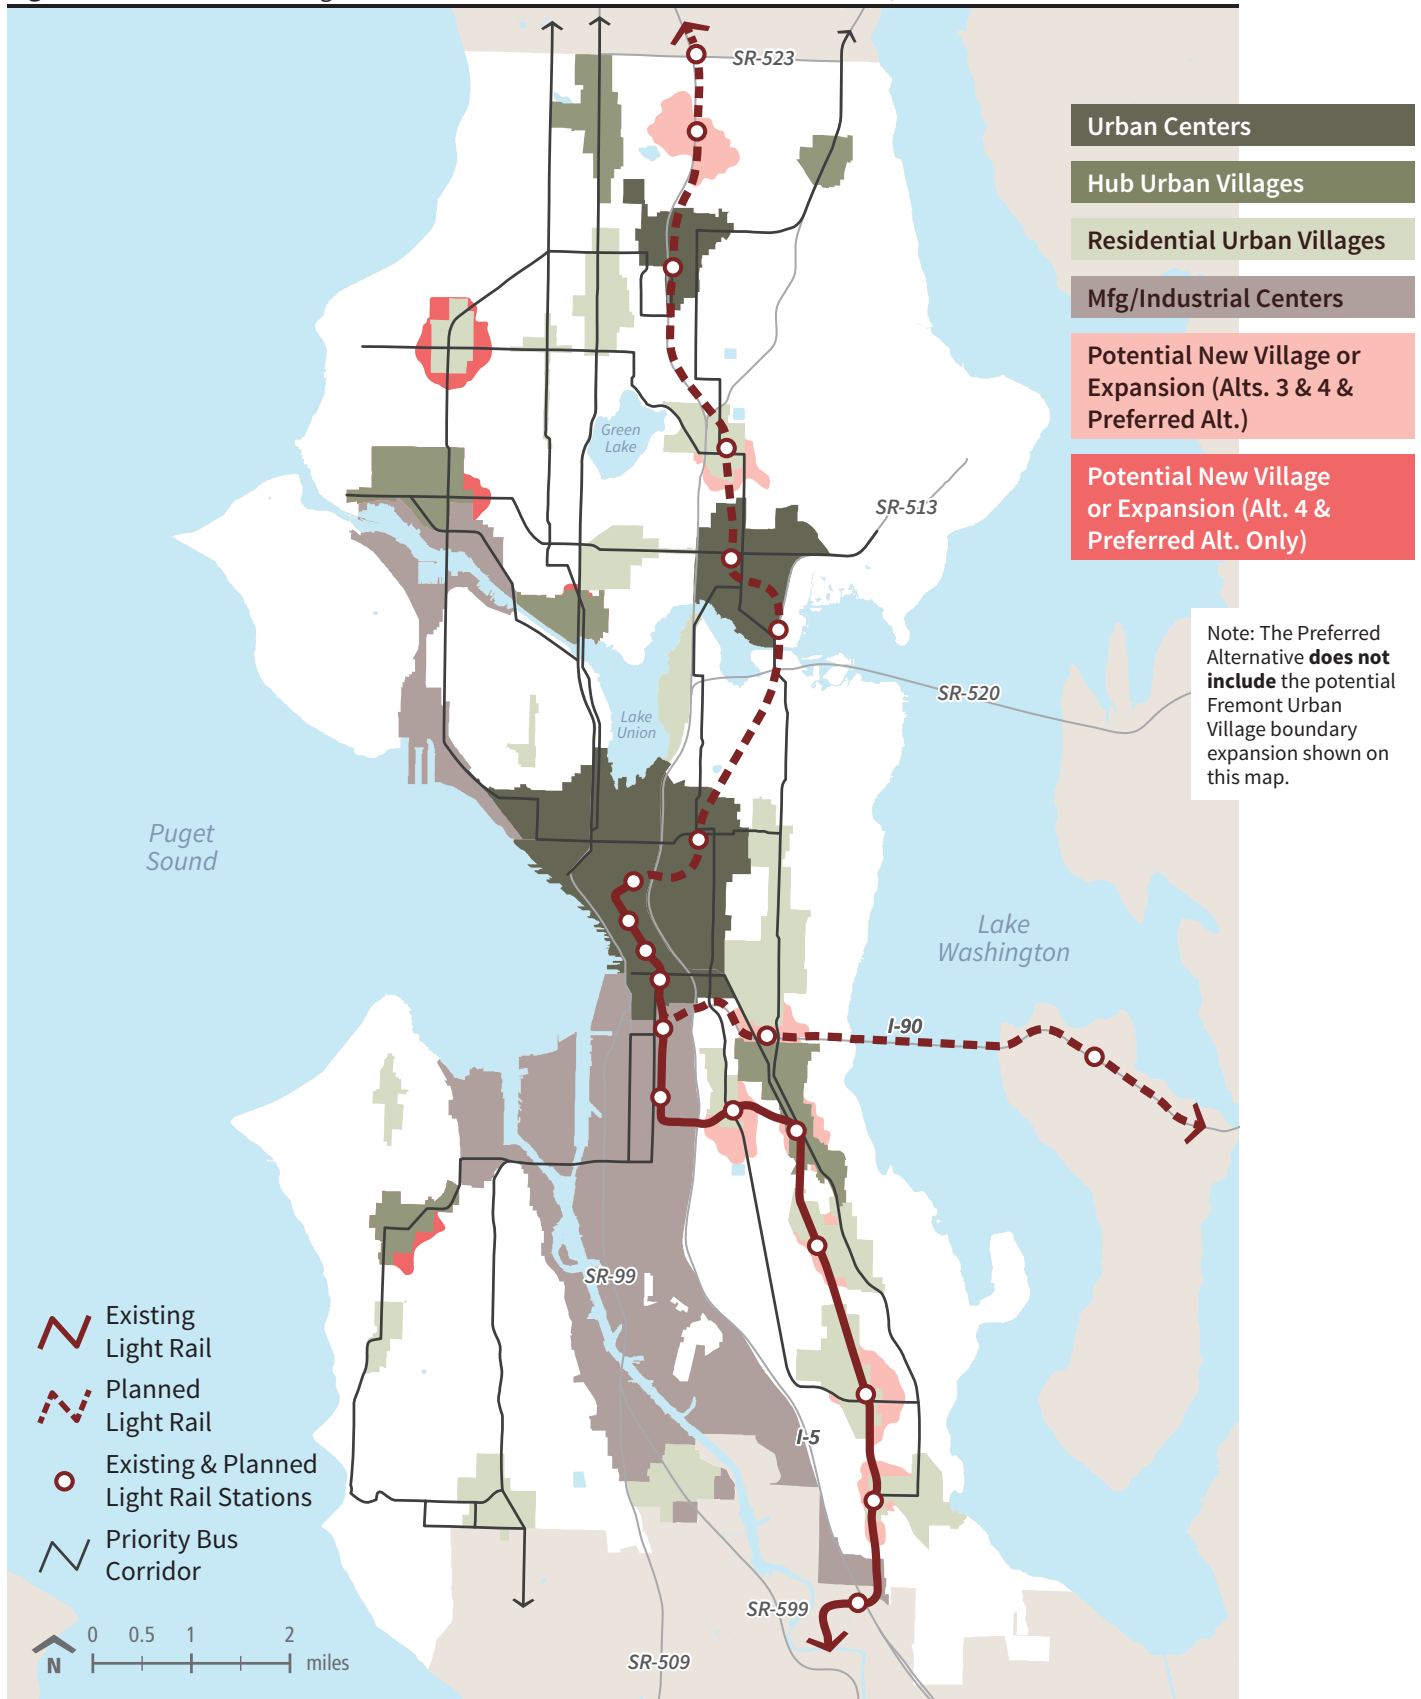 SR-523
Urban Centers
Hub Urban Villages
Residential Urban Villages
Mfg/Industrial Centers
Potential New Village or
Expansion (Alts. 3 & 4 &
Preferred Alt.)
Potential New Village
or Expansion (Alt. 4 &
Preferred Alt. Only)
Green
Lake
SR-513
Note: The Preferred
Alternative does not
include the potential
Fremont Urban
Village boundary
expansion shown on
this map.
SR-520
Lake
Union
Puget
Sound
Lake
Washington
I-90
SR-99
I-5
SR-599
SR-509
Existing
Light Rail
Planned
Light Rail
Existing & Planned
Light Rail Stations
Priority Bus
Corridor
N
0 0.5 1 2
miles